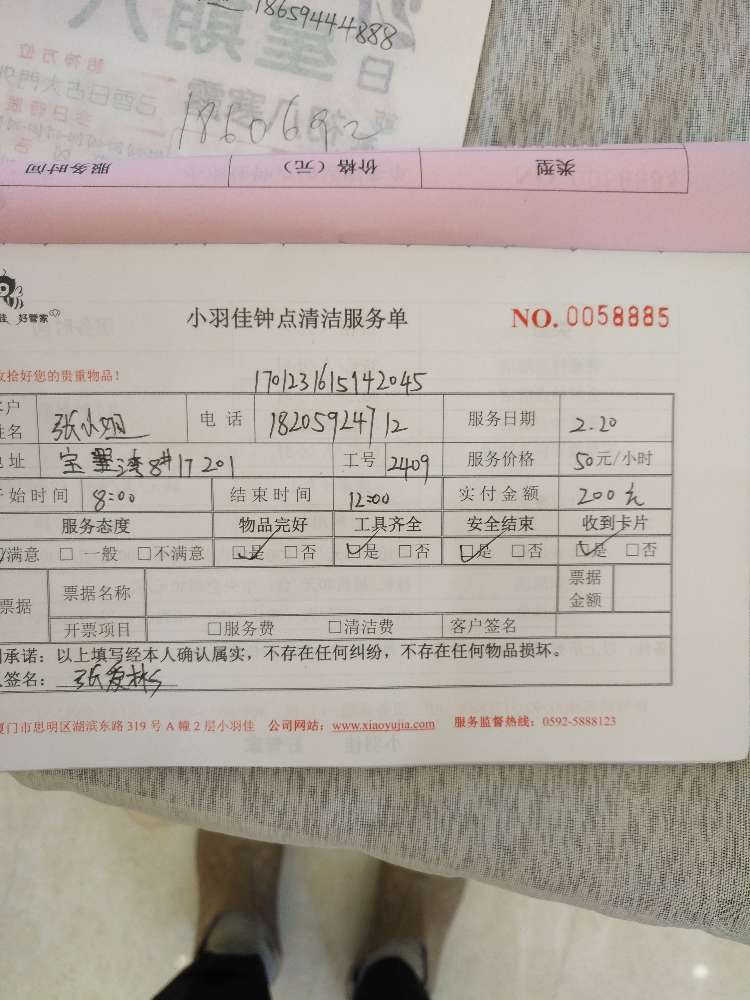 18659444888
星期六
日
初八寒露
1860692
服务时间 价格（元） 类型
好管家
小羽佳钟点清洁服务单 NO. 0058885
收拾好您的贵重物品！
1701231615942045
客户姓名 张小姐 电话 18205924712 服务日期 2.20
地址 宝墅湾8#17201 工号 2409 服务价格 50元/小时
开始时间 8:00 结束时间 12:00 实付金额 200元
服务态度 物品完好 工具齐全 安全结束 收到卡片
☑满意 □一般 □不满意 ☑是 □否 ☑是 □否 ☑是 □否 ☑是 □否
票据 票据名称 票据金额
开票项目 □服务费 □清洁费 客户签名
承诺：以上填写经本人确认属实，不存在任何纠纷，不存在任何物品损坏。
签名：
厦门市思明区湖滨东路 319 号 A 幢 2 层小羽佳 公司网站：www.xiaoyujia.com 服务监督热线：0592-5888123